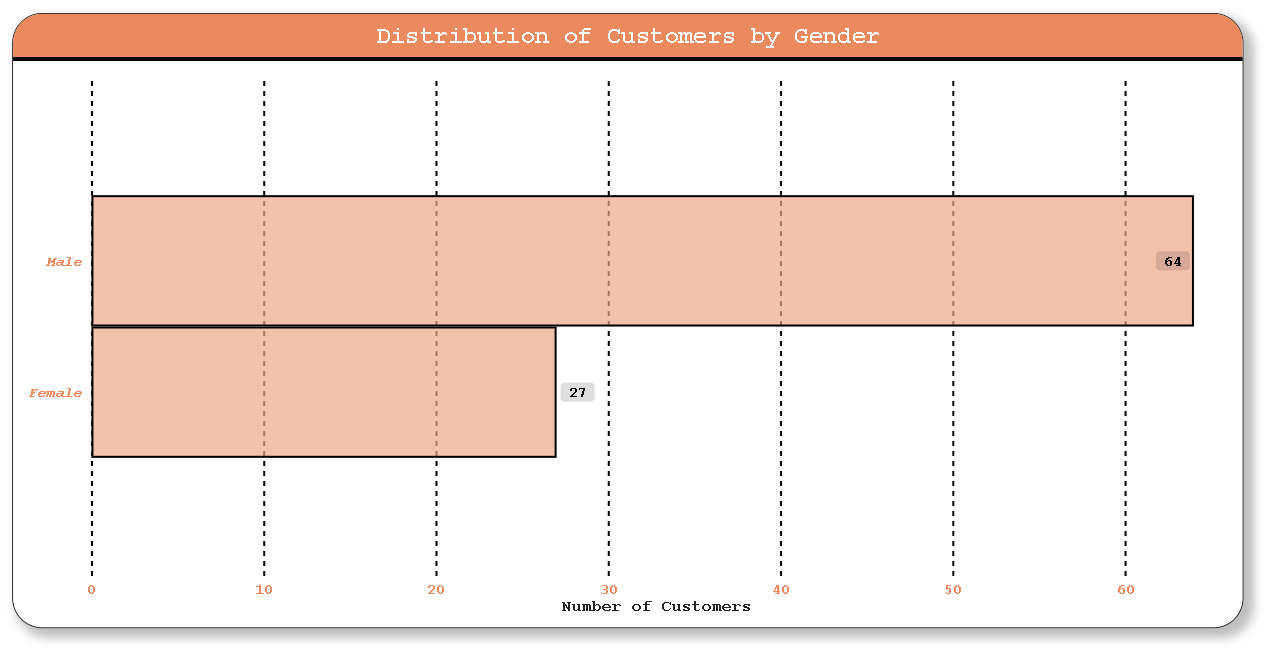 Distribution of Customers by Gender
Male
64
Female
27
0 10 20 30 40 50 60
Number of Customers